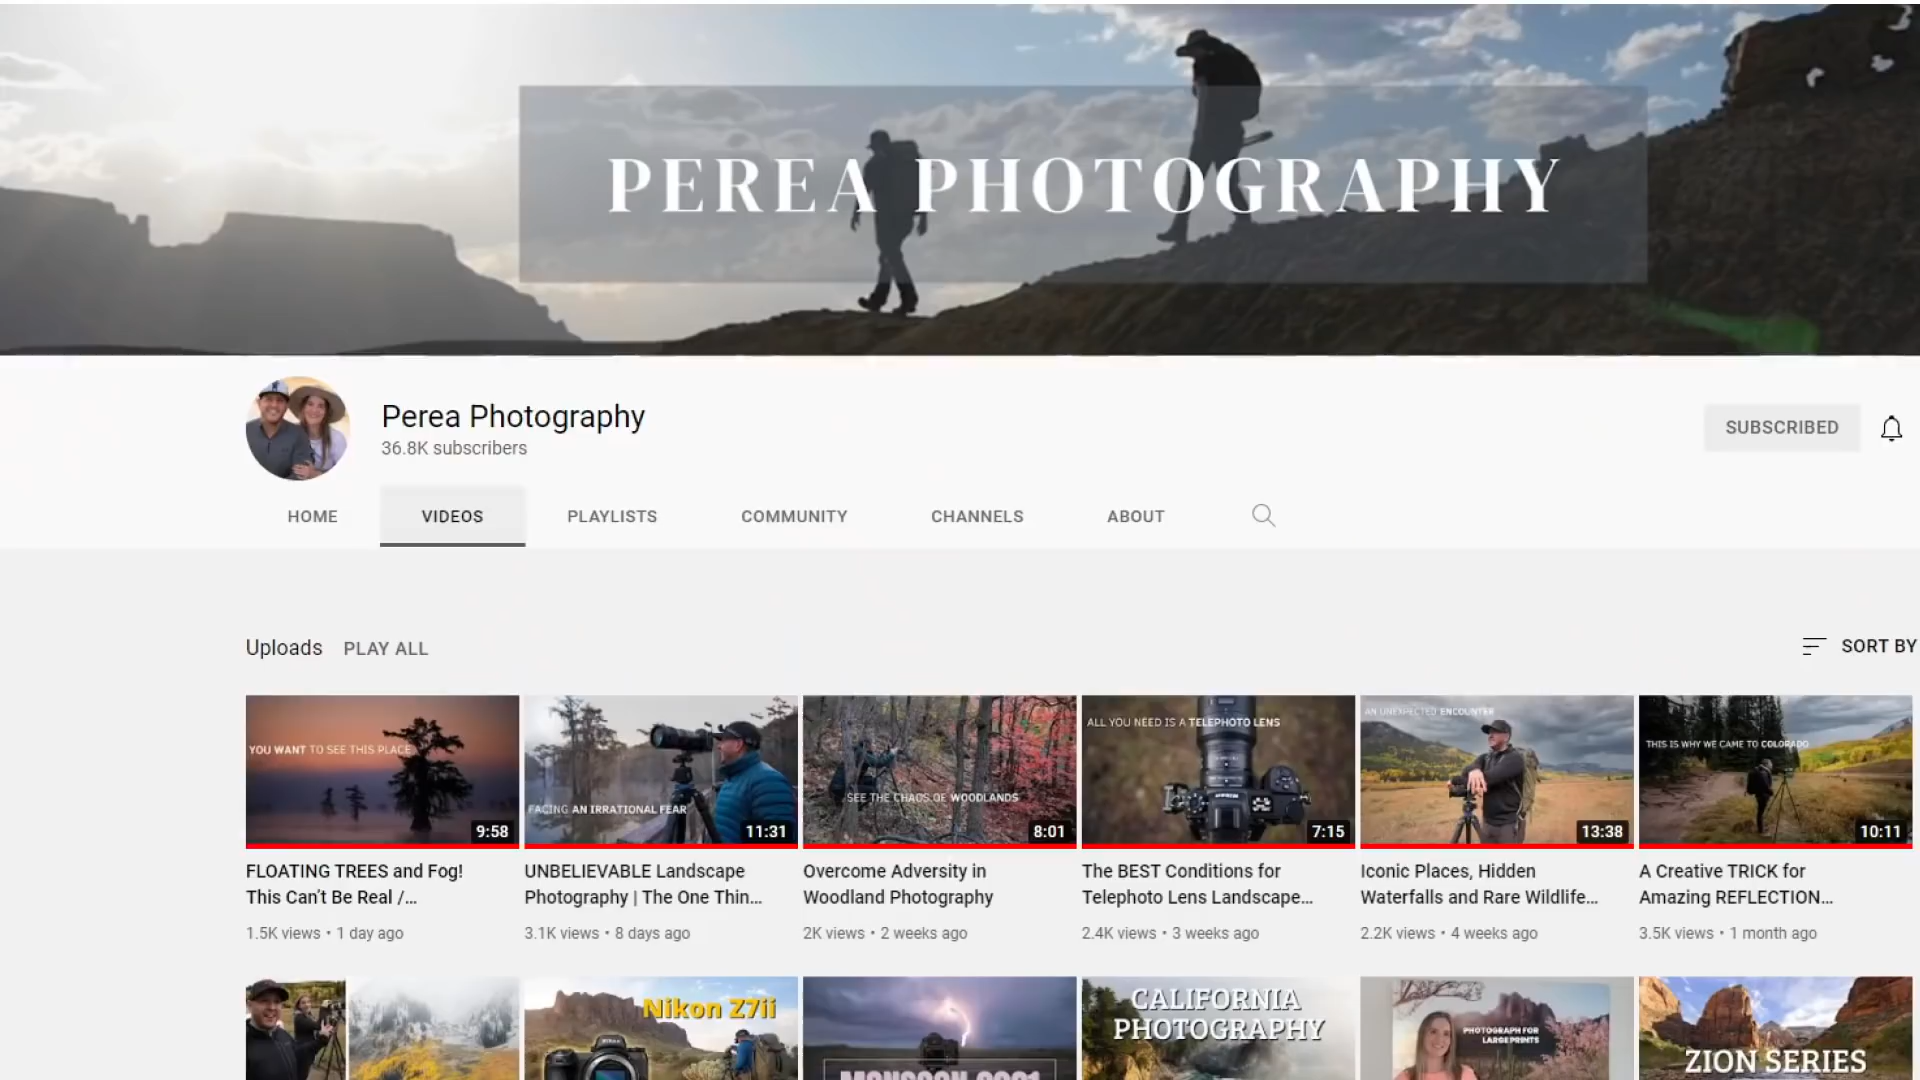 PEREA PHOTOGRAPHY
Perea Photography
36.8K subscribers
SUBSCRIBED
HOME
VIDEOS
PLAYLISTS
COMMUNITY
CHANNELS
ABOUT
Uploads
PLAY ALL
SORT BY
YOU WANT TO SEE THIS PLACE
9:58
FACING AN IRRATIONAL FEAR
11:31
SEE THE CHAOS OF WOODLANDS
8:01
ALL YOU NEED IS A TELEPHOTO LENS
7:15
AN UNEXPECTED ENCOUNTER
13:38
THIS IS WHY WE CAME TO COLORADO
10:11
FLOATING TREES and Fog!
This Can't Be Real /...
1.5K views • 1 day ago
UNBELIEVABLE Landscape
Photography | The One Thin...
3.1K views • 8 days ago
Overcome Adversity in
Woodland Photography
2K views • 2 weeks ago
The BEST Conditions for
Telephoto Lens Landscape...
2.4K views • 3 weeks ago
Iconic Places, Hidden
Waterfalls and Rare Wildlife...
2.2K views • 4 weeks ago
A Creative TRICK for
Amazing REFLECTION...
3.5K views • 1 month ago
Nikon Z7ii
MONSOON 2021
CALIFORNIA
PHOTOGRAPHY
PHOTOGRAPH FOR
LARGE PRINTS
ZION SERIES